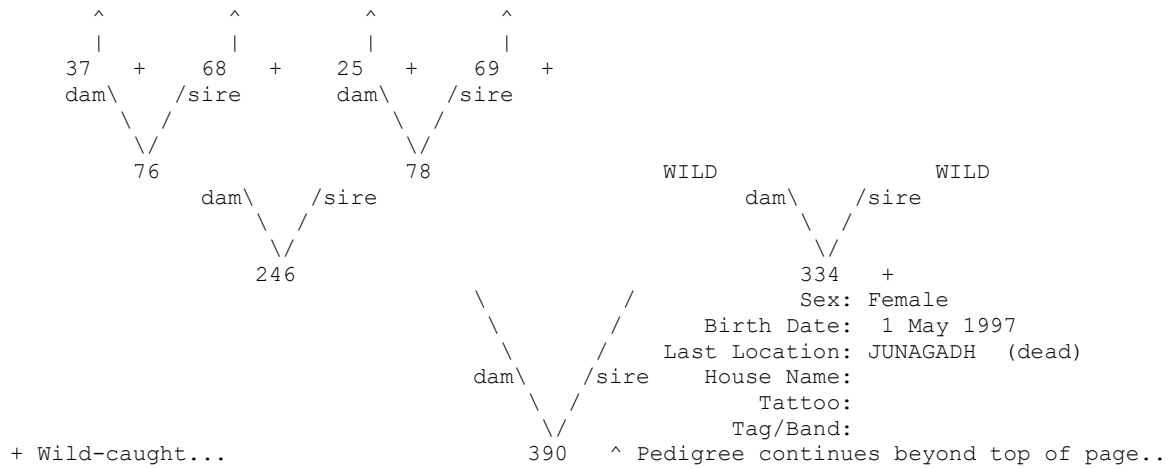 ^ ^ ^ ^
| | | |
37 + 68 + 25 + 69 +
dam\ /sire dam\ /sire
\ / \ /
\/ \/
76 78 WILD WILD
dam\ /sire dam\ /sire
\ / \ /
\/ \/
246 334 +
\ / Sex: Female
\ / Birth Date: 1 May 1997
\ / Last Location: JUNAGADH (dead)
dam\ /sire House Name:
\ / Tattoo:
\/ Tag/Band:
+ Wild-caught... 390 ^ Pedigree continues beyond top of page..